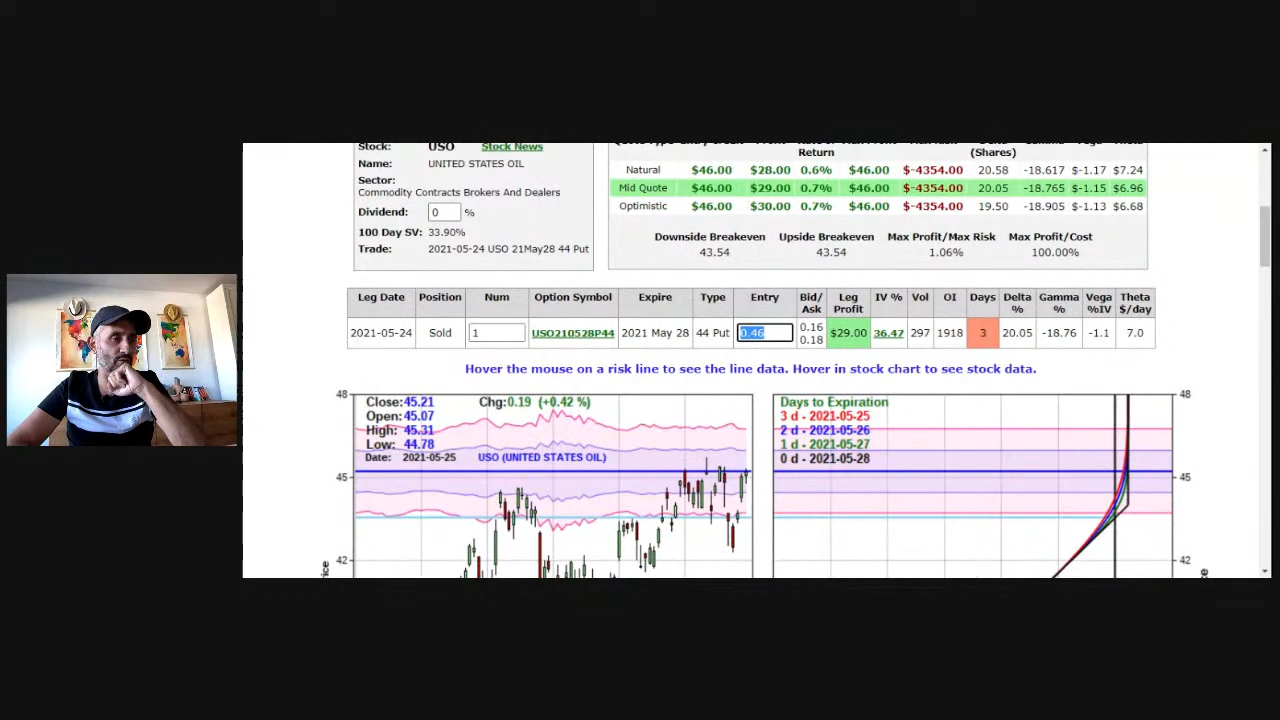 Stock: USO Stock News
Name: UNITED STATES OIL
Sector:
Commodity Contracts Brokers And Dealers
Dividend: 0 %
100 Day SV: 33.90%
Trade: 2021-05-24 USO 21May28 44 Put
Return (Shares)
Natural $46.00 $28.00 0.6% $46.00 $-4354.00 20.58 -18.617 $-1.17 $7.24
Mid Quote $46.00 $29.00 0.7% $46.00 $-4354.00 20.05 -18.765 $-1.15 $6.96
Optimistic $46.00 $30.00 0.7% $46.00 $-4354.00 19.50 -18.905 $-1.13 $6.68
Downside Breakeven Upside Breakeven Max Profit/Max Risk Max Profit/Cost
43.54 43.54 1.06% 100.00%
Leg Date Position Num Option Symbol Expire Type Entry Bid/ Ask Leg Profit IV % Vol OI Days Delta % Gamma % Vega %IV Theta $/day
2021-05-24 Sold 1 USO210528P44 2021 May 28 44 Put 0.46 0.16 0.18 $29.00 36.47 297 1918 3 20.05 -18.76 -1.1 7.0
Hover the mouse on a risk line to see the line data. Hover in stock chart to see stock data.
48
Close:45.21 Chg:0.19 (+0.42 %)
Open:45.07
High: 45.31
Low: 44.78
Date: 2021-05-25 USO (UNITED STATES OIL)
45
42
Days to Expiration
3 d - 2021-05-25
2 d - 2021-05-26
1 d - 2021-05-27
0 d - 2021-05-28
48
45
42